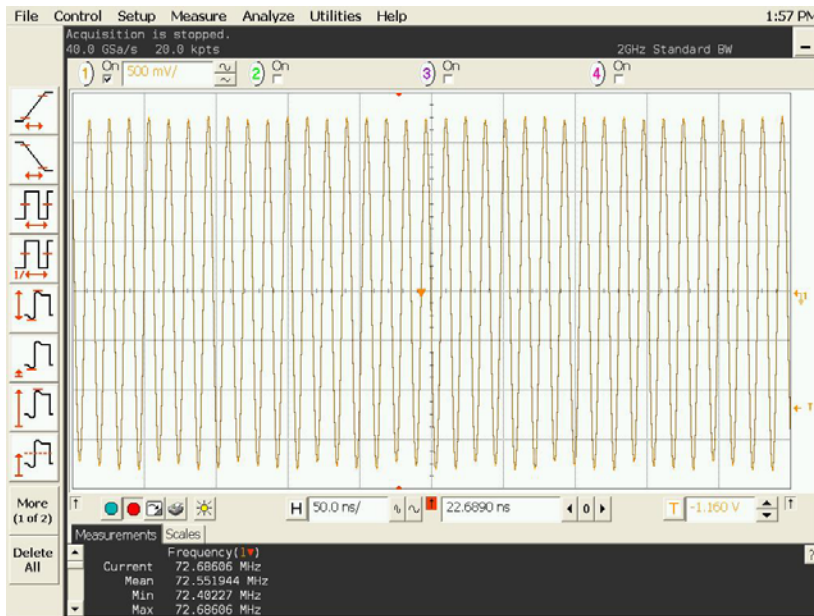 File Control Setup Measure Analyze Utilities Help 1:57 PM
Acquisition is stopped.
40.0 GSa/s 20.0 kpts 2GHz Standard BW
1 On 500 mV/ 2 On 3 On 4 On
1/
T
More
(1 of 2)
Delete
All
H 50.0 ns/ 22.6890 ns 0 T -1.160 V
Measurements Scales
?
Frequency(1)
Current 72.68606 MHz
Mean 72.551944 MHz
Min 72.40227 MHz
Max 72.68606 MHz